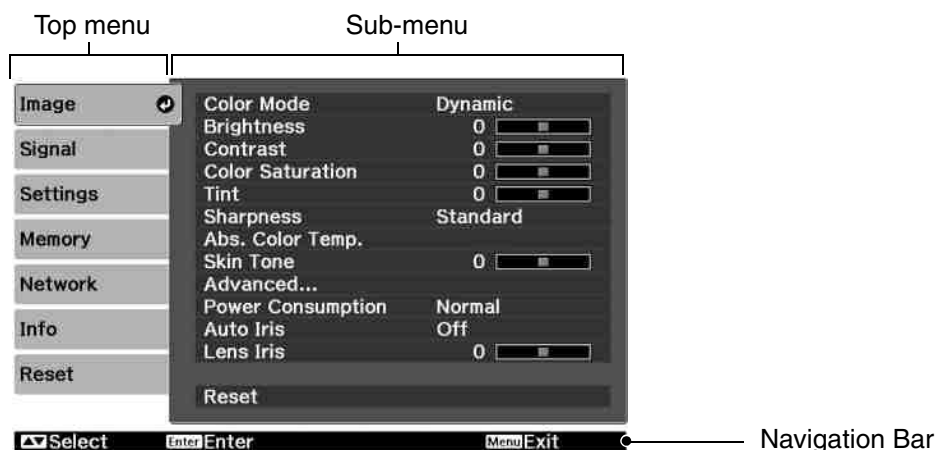 Top menu Sub-menu
Image
Signal
Settings
Memory
Network
Info
Reset
Color Mode Dynamic
Brightness 0
Contrast 0
Color Saturation 0
Tint 0
Sharpness Standard
Abs. Color Temp.
Skin Tone 0
Advanced...
Power Consumption Normal
Auto Iris Off
Lens Iris 0
Reset
Select Enter Enter Menu Exit
Navigation Bar